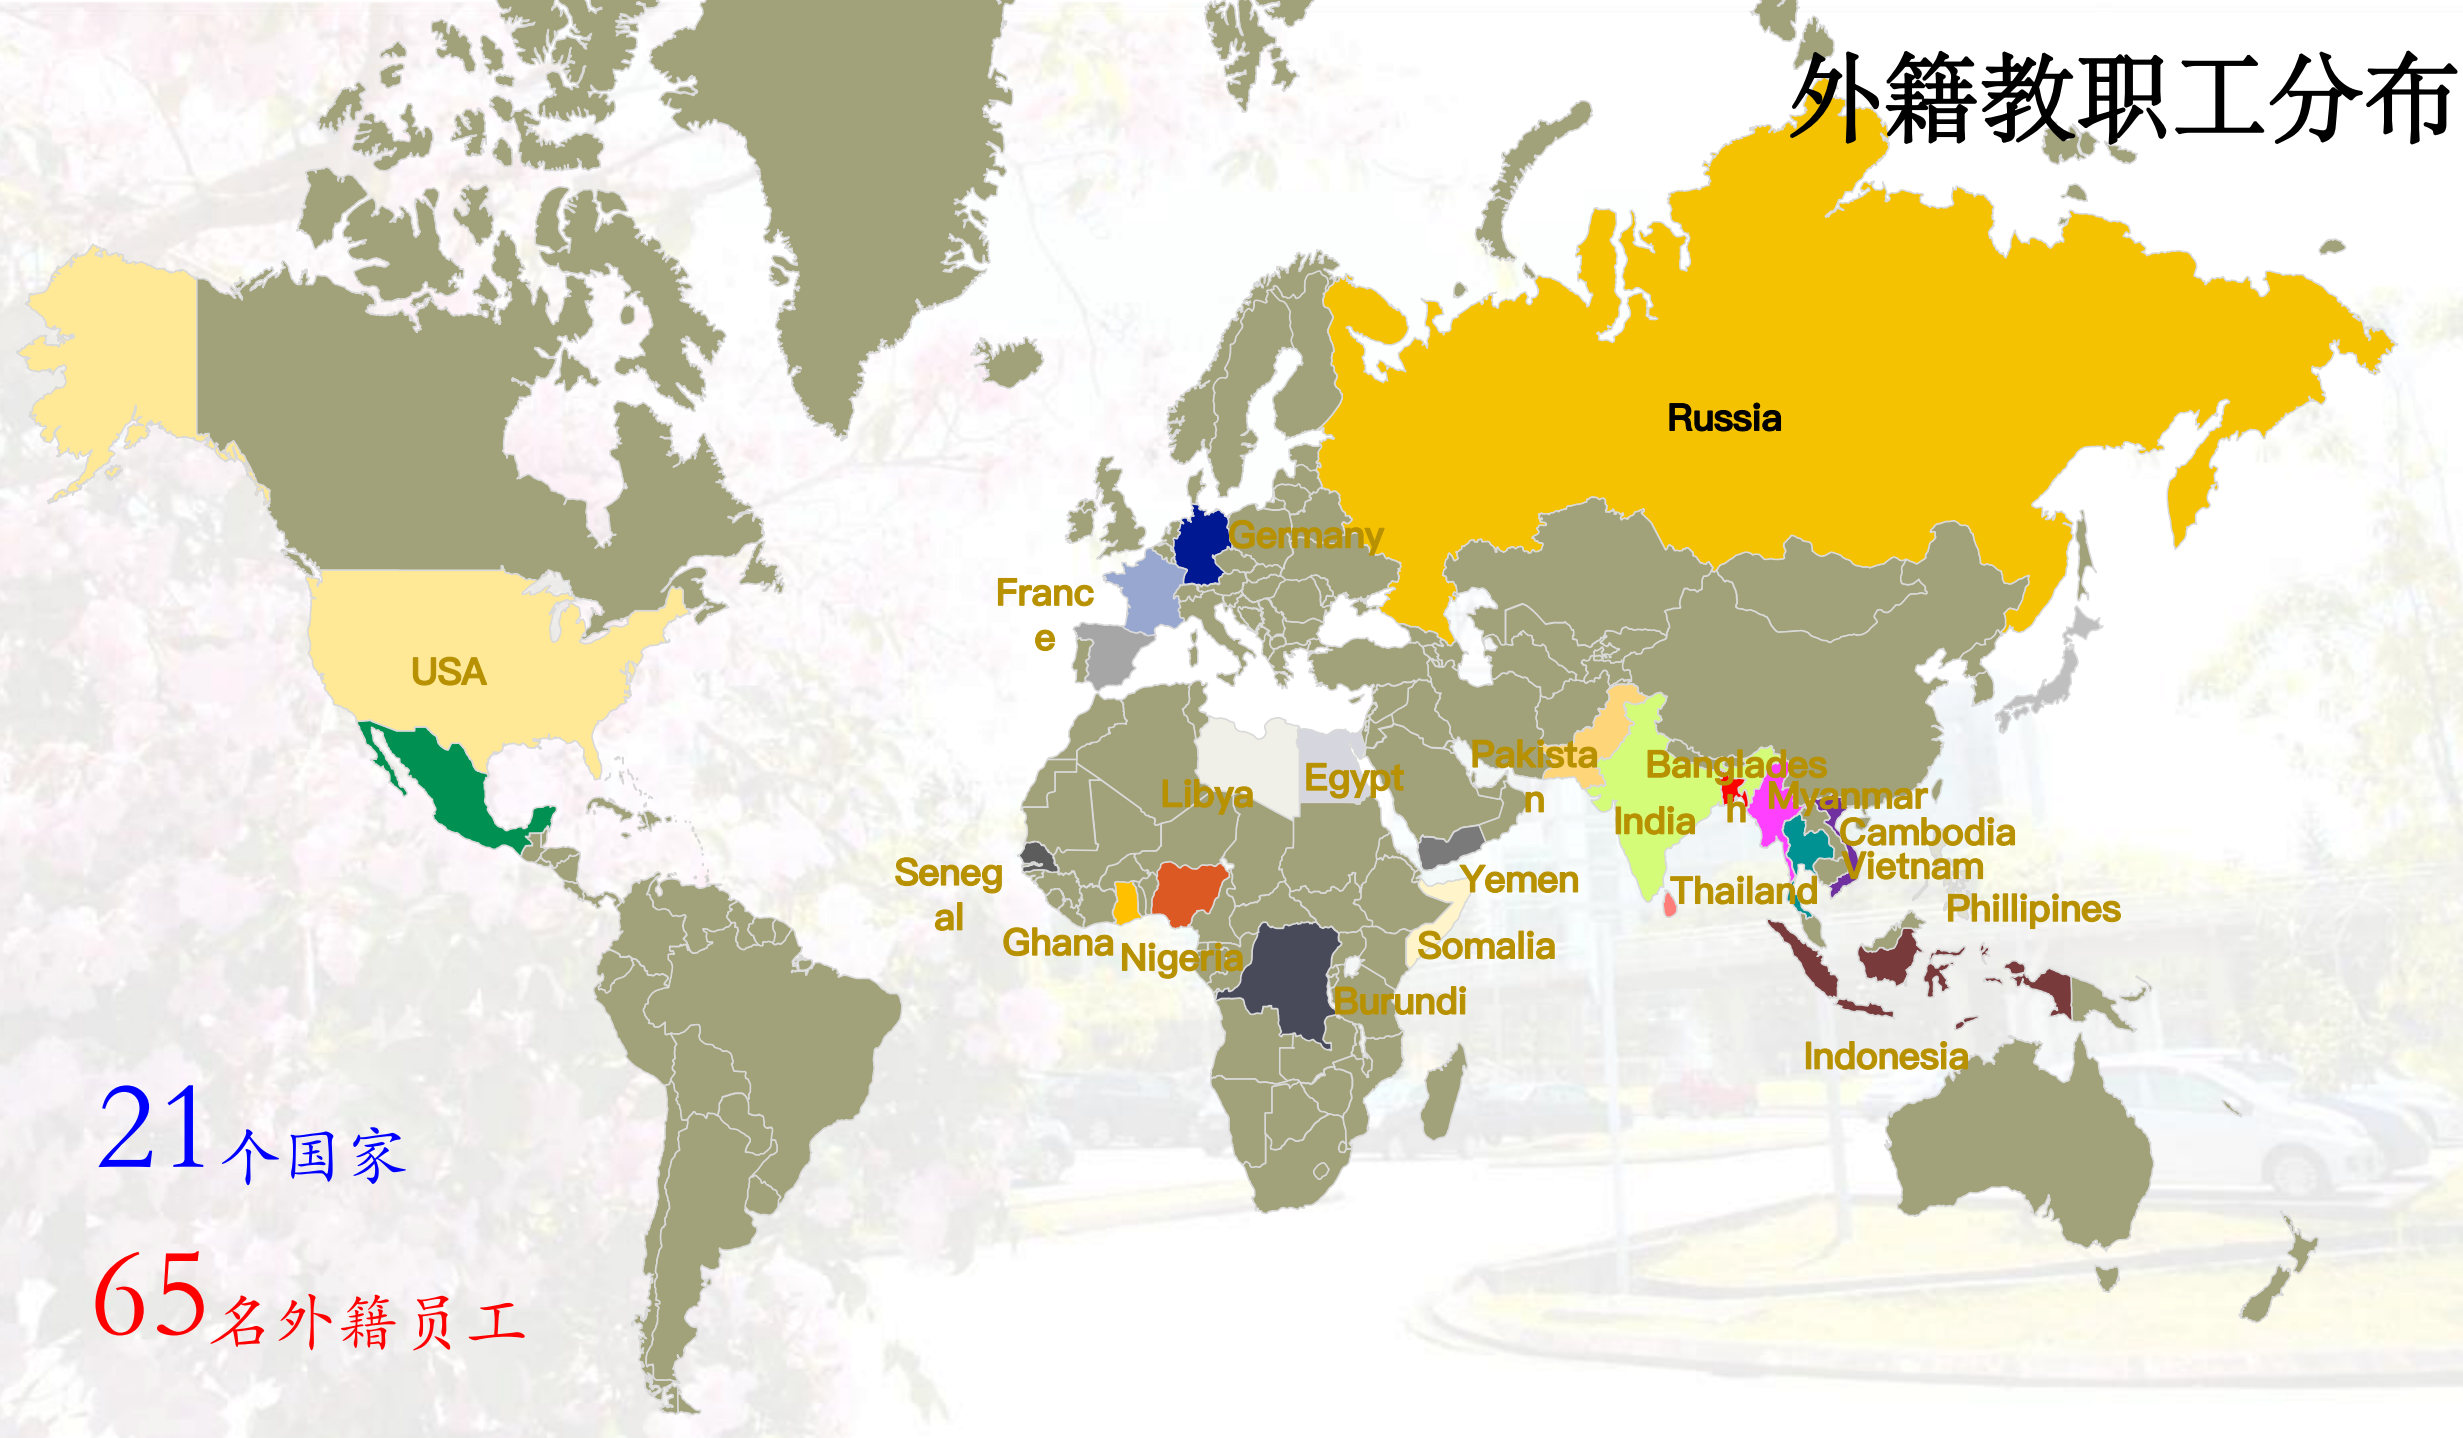 外籍教职工分布
Russia
Germany
Franc
e
USA
Pakista
n
Banglades
h
Libya
Egypt
India
Myanmar
Cambodia
Vietnam
Seneg
al
Yemen
Thailand
Phillipines
Ghana
Nigeria
Somalia
Burundi
Indonesia
21个国家
65名外籍员工